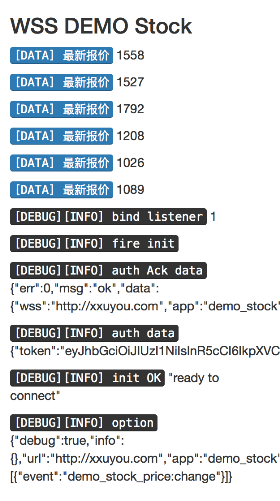 WSS DEMO Stock
[DATA] 最新报价 1558
[DATA] 最新报价 1527
[DATA] 最新报价 1792
[DATA] 最新报价 1208
[DATA] 最新报价 1026
[DATA] 最新报价 1089
[DEBUG][INFO] bind listener 1
[DEBUG][INFO] fire init
[DEBUG][INFO] auth Ack data
{"err":0,"msg":"ok","data":
{"wss":"http://xxuyou.com","app":"demo_stock"
[DEBUG][INFO] auth data
{"token":"eyJhbGciOiJIUzI1NiIsInR5cCI6IkpXVC
[DEBUG][INFO] init OK "ready to
connect"
[DEBUG][INFO] option
{"debug":true,"info":
{},"url":"http://xxuyou.com","app":"demo_stock"
[{"event":"demo_stock_price:change"}]}